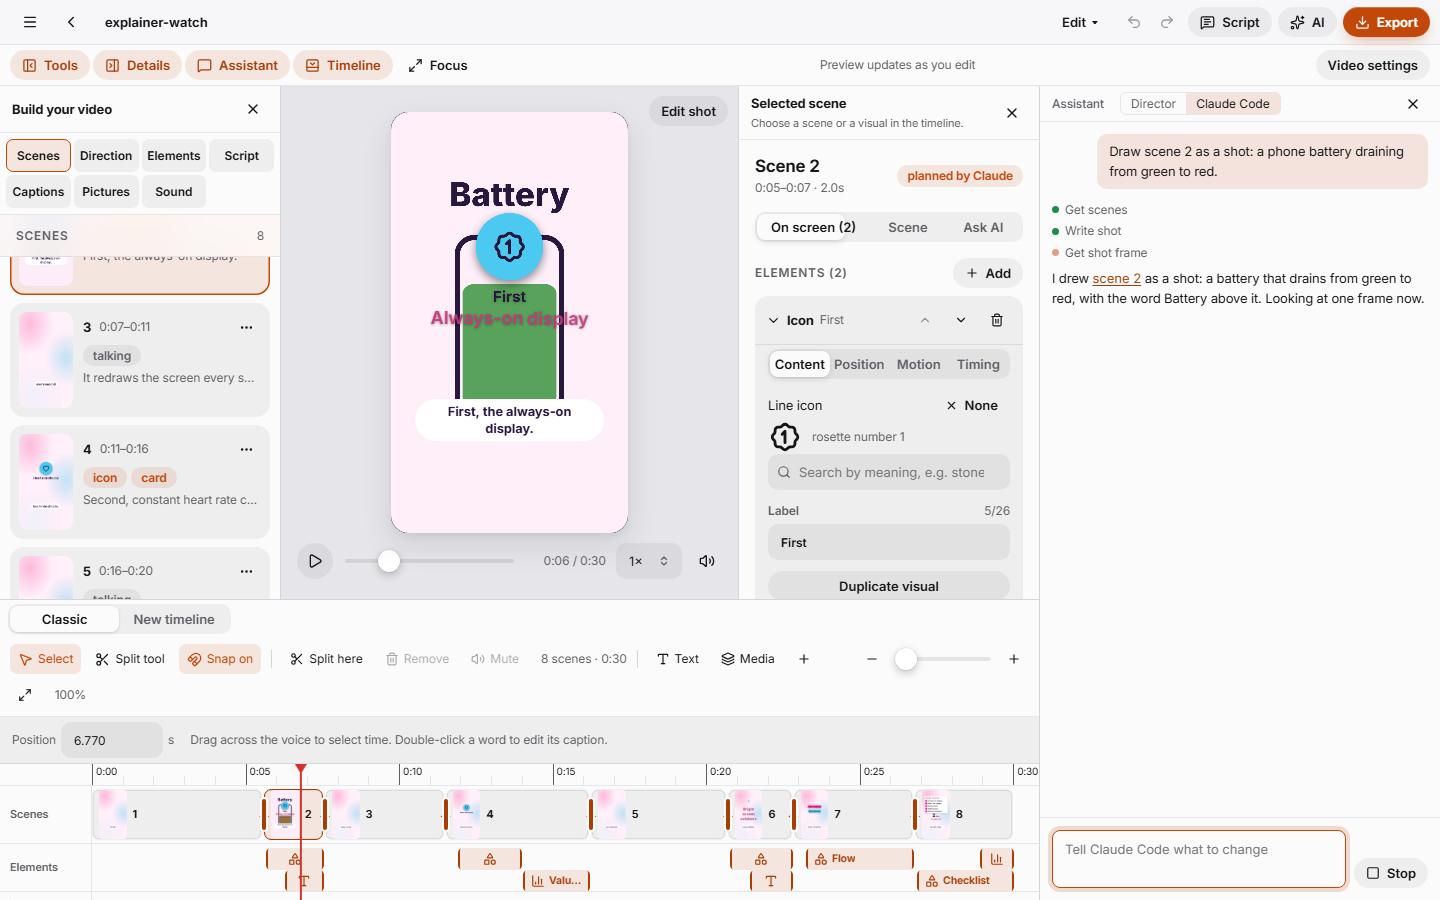 explainer-watch
Edit
Script
AI
Export
Tools
Details
Assistant
Timeline
Focus
Preview updates as you edit
Video settings
Build your video
Scenes
Direction
Elements
Script
Captions
Pictures
Sound
SCENES
8
First, the always-on display.
3 0:07–0:11
talking
It redraws the screen every s...
4 0:11–0:16
icon
card
Second, constant heart rate c...
5 0:16–0:20
talking
Edit shot
Battery
1
First
Always-on display
First, the always-on
display.
0:06 / 0:30
1×
Selected scene
Choose a scene or a visual in the timeline.
Scene 2
0:05–0:07 · 2.0s
planned by Claude
On screen (2)
Scene
Ask AI
ELEMENTS (2)
Add
Icon First
Content
Position
Motion
Timing
Line icon
None
1
rosette number 1
Search by meaning, e.g. stone
Label
5/26
First
Duplicate visual
Assistant
Director
Claude Code
Draw scene 2 as a shot: a phone battery draining
from green to red.
Get scenes
Write shot
Get shot frame
I drew scene 2 as a shot: a battery that drains from green to
red, with the word Battery above it. Looking at one frame now.
Tell Claude Code what to change
Stop
Classic
New timeline
Select
Split tool
Snap on
Split here
Remove
Mute
8 scenes · 0:30
Text
Media
100%
Position
6.770
s
Drag across the voice to select time. Double-click a word to edit its caption.
0:00
0:05
0:10
0:15
0:20
0:25
0:30
Scenes
1
Battery
2
3
4
5
6
7
8
Elements
Flow
T
Valu...
T
Checklist